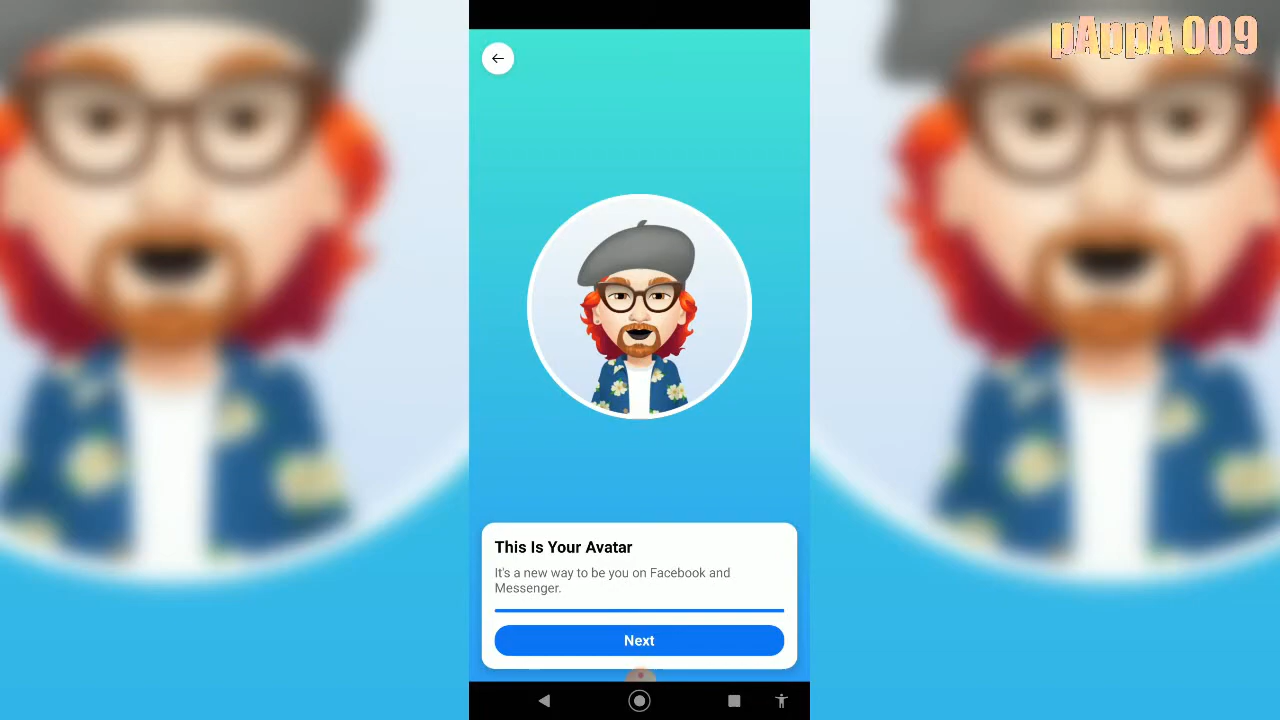 pAppA 009
This Is Your Avatar
It's a new way to be you on Facebook and
Messenger.
Next